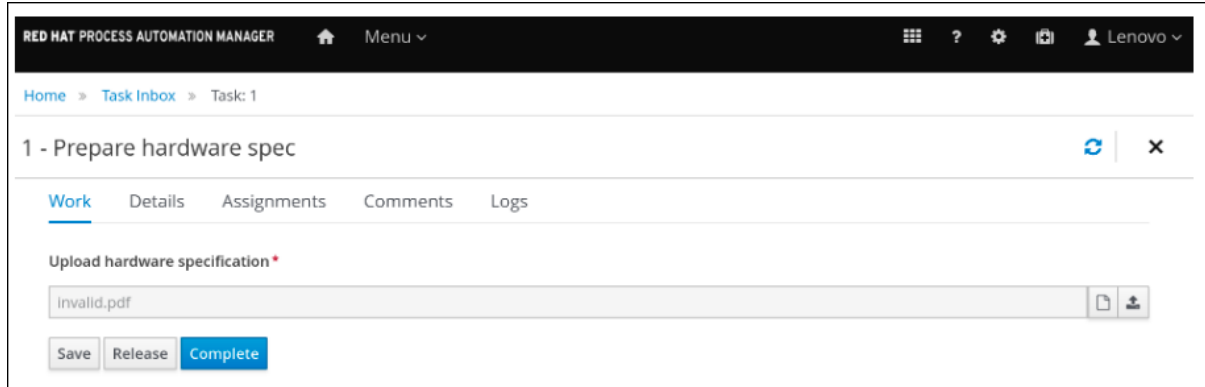 RED HAT PROCESS AUTOMATION MANAGER Menu ? Lenovo
Home » Task Inbox » Task: 1
1 - Prepare hardware spec
Work Details Assignments Comments Logs
Upload hardware specification*
invalid.pdf
Save Release Complete